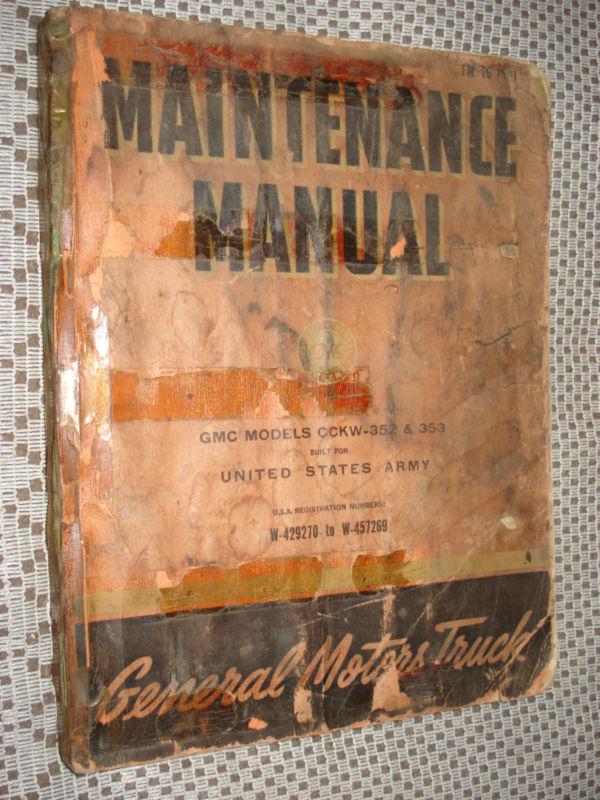 MAINTENANCE
MANUAL
GMC MODELS CCKW-352 & 353
BUILT FOR
UNITED STATES ARMY
U.S.A. REGISTRATION NUMBERS:
W-429270 to W-457269
General Motors Truck